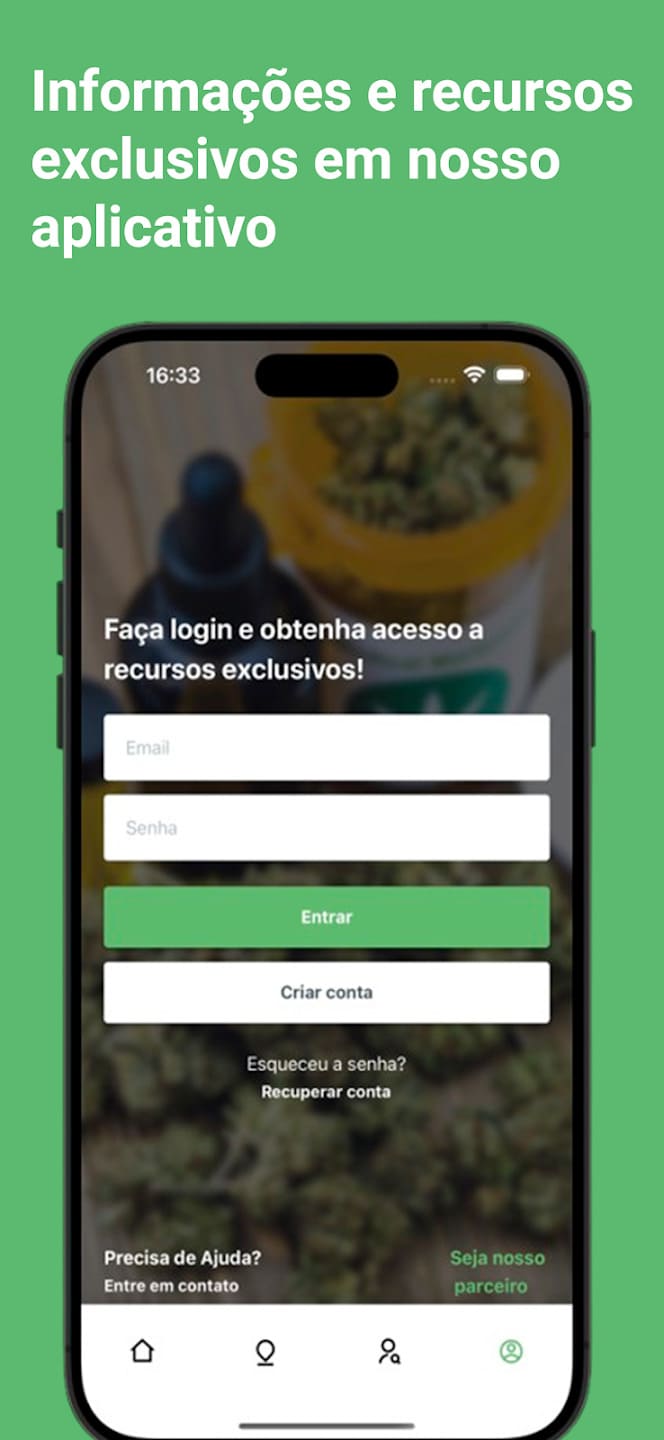 Informações e recursos
exclusivos em nosso
aplicativo
16:33
Faça login e obtenha acesso a
recursos exclusivos!
Email
Senha
Entrar
Criar conta
Esqueceu a senha?
Recuperar conta
Precisa de Ajuda?
Entre em contato
Seja nosso
parceiro